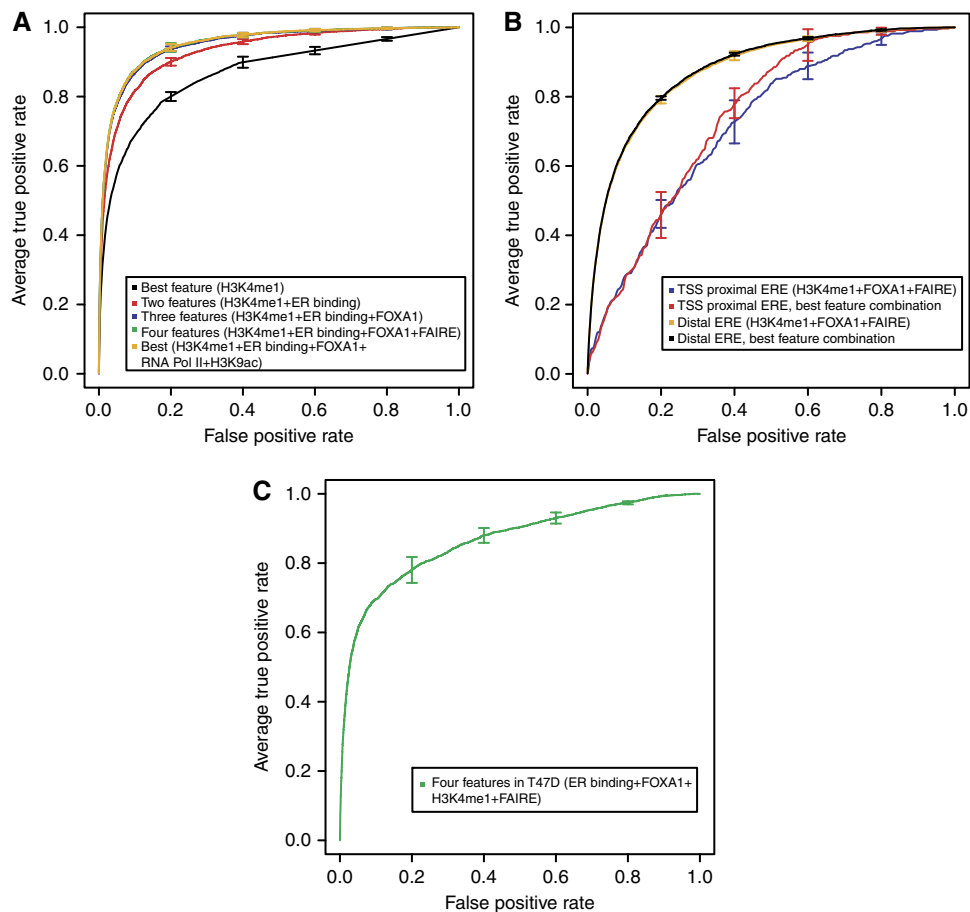 A
Average true positive rate
1.0
0.8
0.6
0.4
0.2
0.0
Best feature (H3K4me1)
Two features (H3K4me1+ER binding)
Three features (H3K4me1+ER binding+FOXA1)
Four features (H3K4me1+ER binding+FOXA1+FAIRE)
Best (H3K4me1+ER binding+FOXA1+
RNA Pol II+H3K9ac)
0.0 0.2 0.4 0.6 0.8 1.0
False positive rate
B
Average true positive rate
1.0
0.8
0.6
0.4
0.2
0.0
TSS proximal ERE (H3K4me1+FOXA1+FAIRE)
TSS proximal ERE, best feature combination
Distal ERE (H3K4me1+FOXA1+FAIRE)
Distal ERE, best feature combination
0.0 0.2 0.4 0.6 0.8 1.0
False positive rate
C
Average true positive rate
1.0
0.8
0.6
0.4
0.2
0.0
Four features in T47D (ER binding+FOXA1+
H3K4me1+FAIRE)
0.0 0.2 0.4 0.6 0.8 1.0
False positive rate